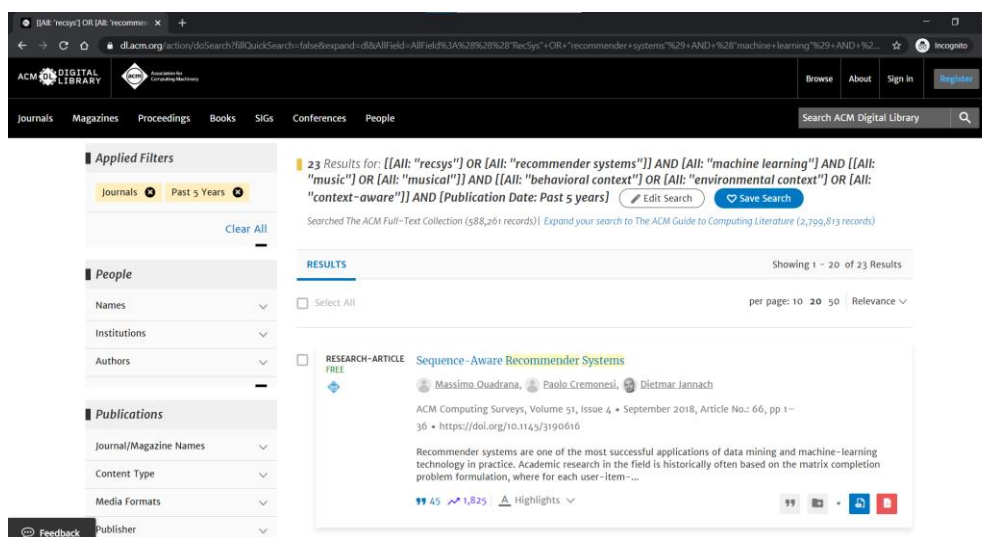 [[All: 'recsys'] OR [All: 'recomme
dl.acm.org/action/doSearch?fillQuickSearch=false&expand=dl&AllField=AllField%3A%28%28%28"RecSys"+OR+"recommender+systems"%29+AND+%28"machine+learning"%29+AND+%2...
Incognito
ACM DL DIGITAL LIBRARY
acm Association for Computing Machinery
Browse About Sign in Register
Journals Magazines Proceedings Books SIGs Conferences People
Search ACM Digital Library
Applied Filters
Journals Past 5 Years
Clear All
People
Names
Institutions
Authors
Publications
Journal/Magazine Names
Content Type
Media Formats
Publisher
Feedback
23 Results for: [[All: "recsys"] OR [All: "recommender systems"]] AND [All: "machine learning"] AND [[All:
"music"] OR [All: "musical"]] AND [[All: "behavioral context"] OR [All: "environmental context"] OR [All:
"context-aware"]] AND [Publication Date: Past 5 years] Edit Search Save Search
Searched The ACM Full-Text Collection (588,261 records)| Expand your search to The ACM Guide to Computing Literature (2,799,813 records)
RESULTS
Showing 1 - 20 of 23 Results
Select All
per page: 10 20 50 Relevance
RESEARCH-ARTICLE
FREE
Sequence-Aware Recommender Systems
Massimo Quadrana, Paolo Cremonesi, Dietmar Jannach
ACM Computing Surveys, Volume 51, Issue 4 • September 2018, Article No.: 66, pp 1–
36 • https://doi.org/10.1145/3190616
Recommender systems are one of the most successful applications of data mining and machine-learning
technology in practice. Academic research in the field is historically often based on the matrix completion
problem formulation, where for each user-item-...
45 1,825 A Highlights